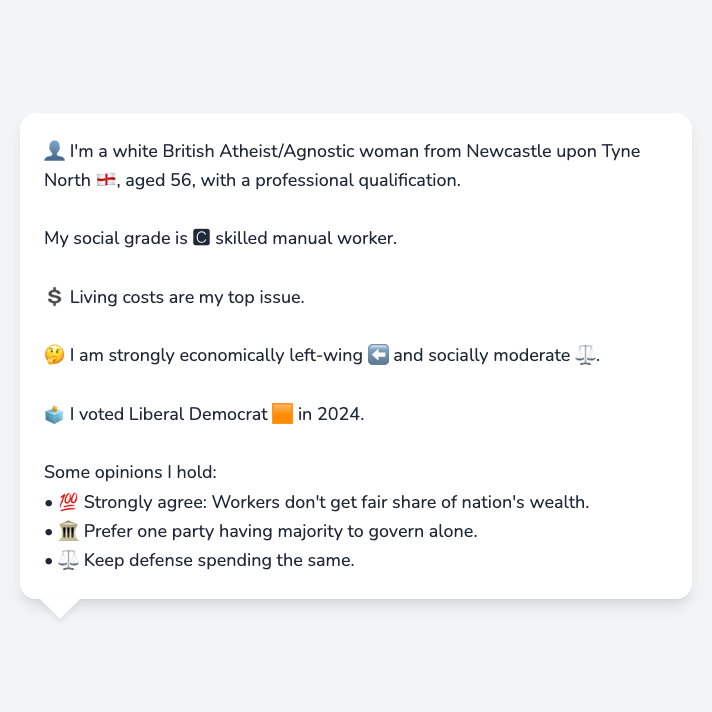 👤 I'm a white British Atheist/Agnostic woman from Newcastle upon Tyne
North 🏴󠁧󠁢󠁥󠁮󠁧󠁿, aged 56, with a professional qualification.
My social grade is 🅲 skilled manual worker.
💲 Living costs are my top issue.
🤔 I am strongly economically left-wing ⬅️ and socially moderate ⚖️.
🗳️ I voted Liberal Democrat 🟧 in 2024.
Some opinions I hold:
• 💯 Strongly agree: Workers don't get fair share of nation's wealth.
• 🏛️ Prefer one party having majority to govern alone.
• ⚖️ Keep defense spending the same.